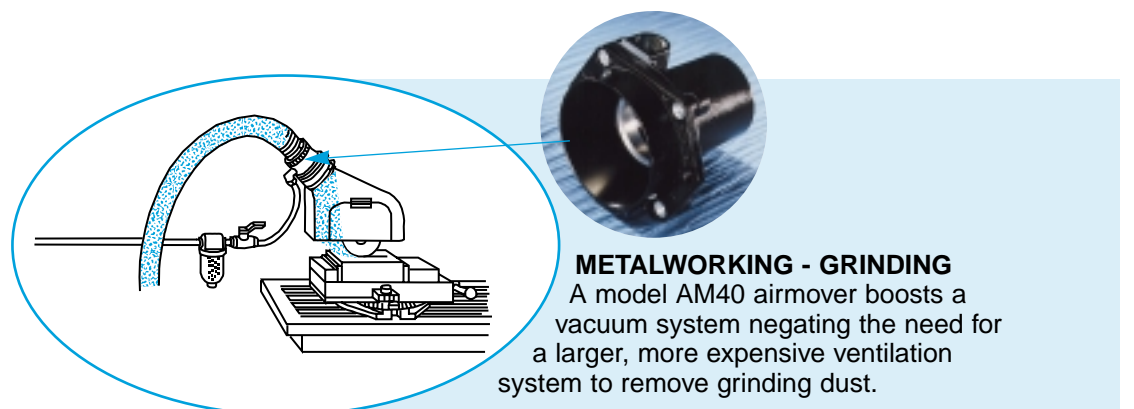 METALWORKING - GRINDING
A model AM40 airmover boosts a
vacuum system negating the need for
a larger, more expensive ventilation
system to remove grinding dust.